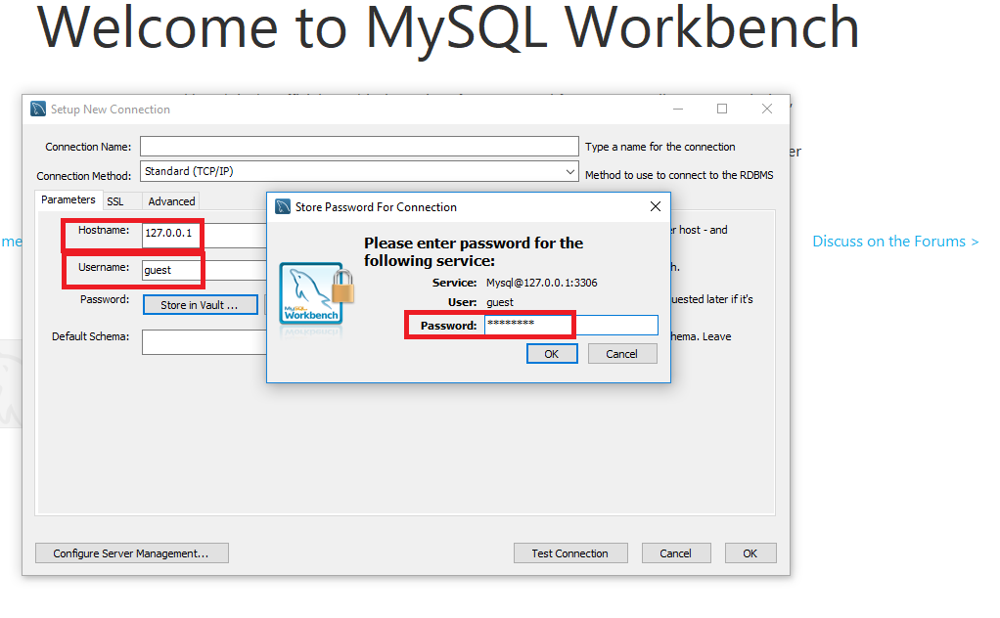 Welcome to MySQL Workbench
Setup New Connection
Connection Name:
Type a name for the connection
Connection Method:
Standard (TCP/IP)
Method to use to connect to the RDBMS
Parameters
SSL
Advanced
Hostname:
127.0.0.1
er host - and
Username:
guest
h.
Password:
Store in Vault ...
uested later if it's
Default Schema:
hema. Leave
Store Password For Connection
Please enter password for the
following service:
Service: Mysql@127.0.0.1:3306
User: guest
Password: ********
OK
Cancel
MySQL
Workbench
Configure Server Management...
Test Connection
Cancel
OK
me
er
Discuss on the Forums >